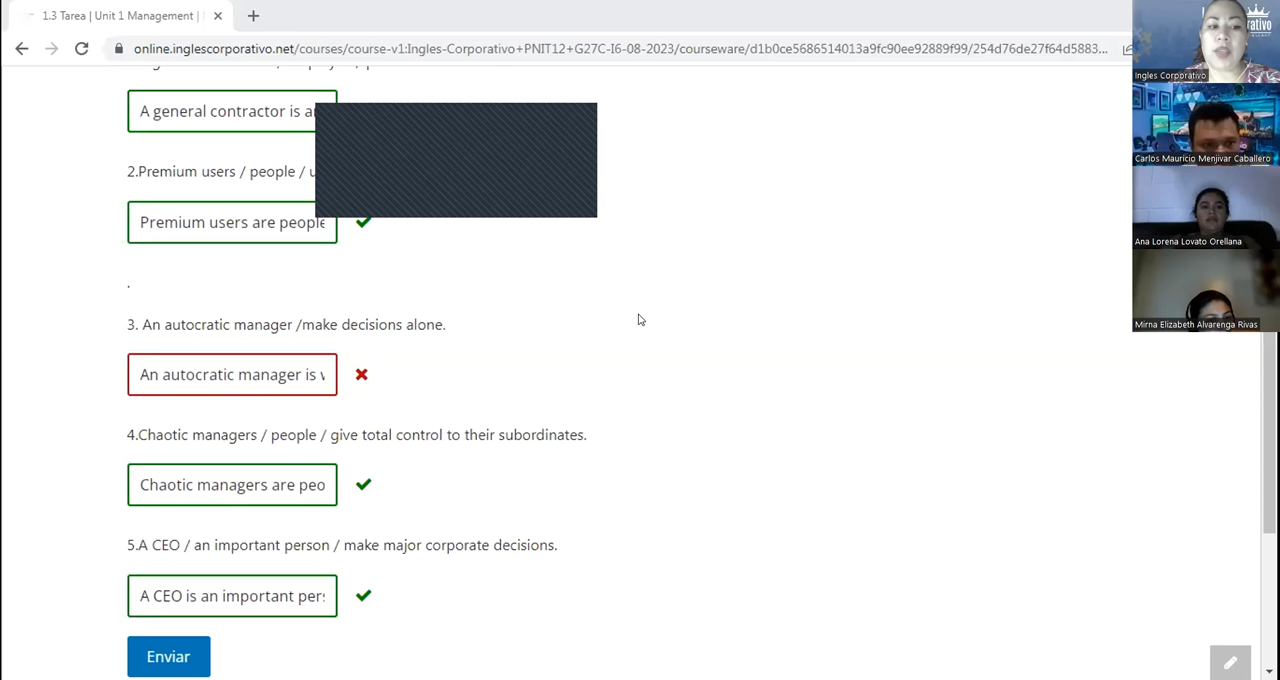 1.3 Tarea | Unit 1 Management |
online.inglescorporativo.net/courses/course-v1:Ingles-Corporativo+PNIT12+G27C-I6-08-2023/courseware/d1b0ce5686514013a9fc90ee92889f99/254d76de27f64d5883...
Ingles Corporativo
Carlos Mauricio Menjivar Caballero
Ana Lorena Lovato Orellana
Mirna Elizabeth Alvarenga Rivas
A general contractor is
2.Premium users / people /
Premium users are people
.
3. An autocratic manager /make decisions alone.
An autocratic manager is
4.Chaotic managers / people / give total control to their subordinates.
Chaotic managers are peo
5.A CEO / an important person / make major corporate decisions.
A CEO is an important per
Enviar